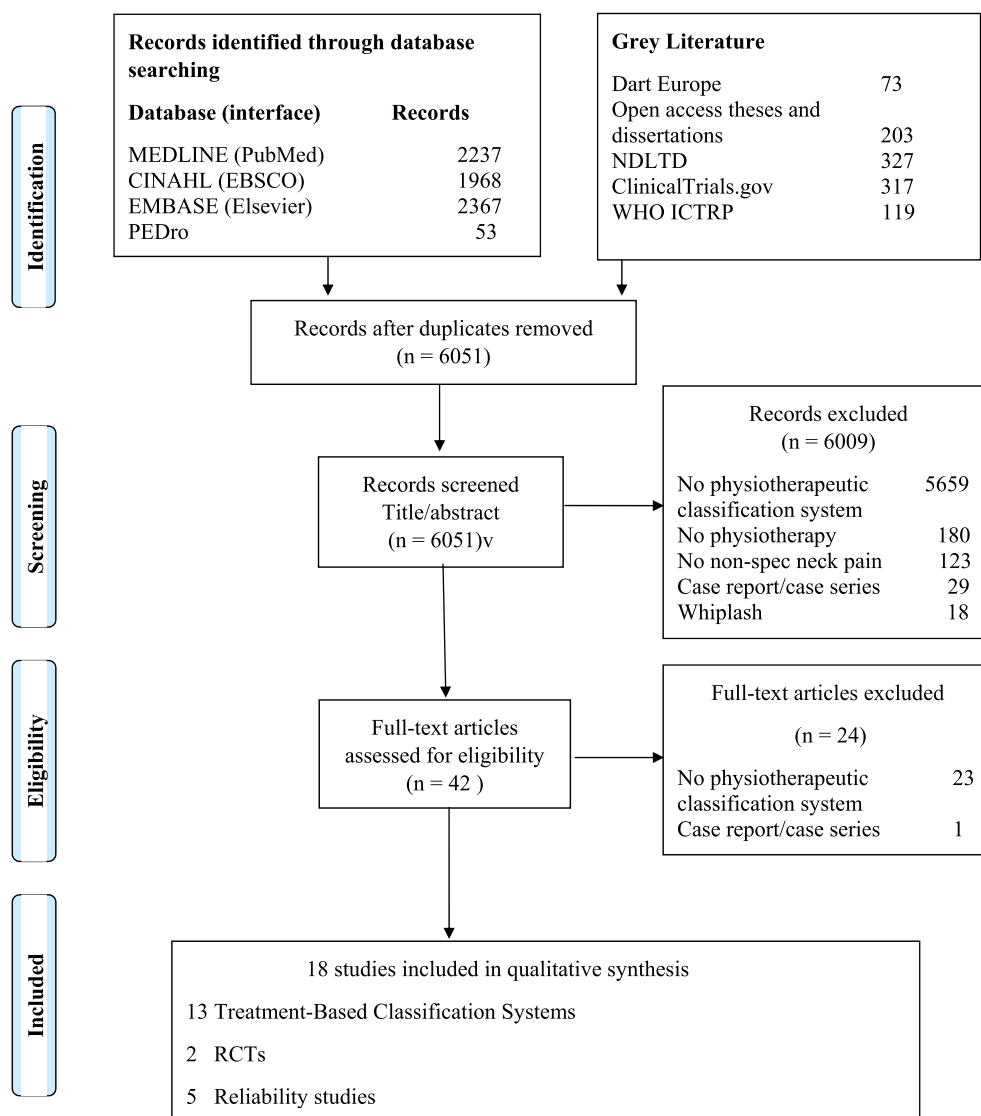 Records identified through database
searching
Database (interface) Records
MEDLINE (PubMed) 2237
CINAHL (EBSCO) 1968
EMBASE (Elsevier) 2367
PEDro 53
Grey Literature
Dart Europe 73
Open access theses and
dissertations 203
NDLTD 327
ClinicalTrials.gov 317
WHO ICTRP 119
Identification
Records after duplicates removed
(n = 6051)
Screening
Records screened
Title/abstract
(n = 6051)v
Records excluded
(n = 6009)
No physiotherapeutic 5659
classification system
No physiotherapy 180
No non-spec neck pain 123
Case report/case series 29
Whiplash 18
Eligibility
Full-text articles
assessed for eligibility
(n = 42 )
Full-text articles excluded
(n = 24)
No physiotherapeutic 23
classification system
Case report/case series 1
Included
18 studies included in qualitative synthesis
13 Treatment-Based Classification Systems
2 RCTs
5 Reliability studies